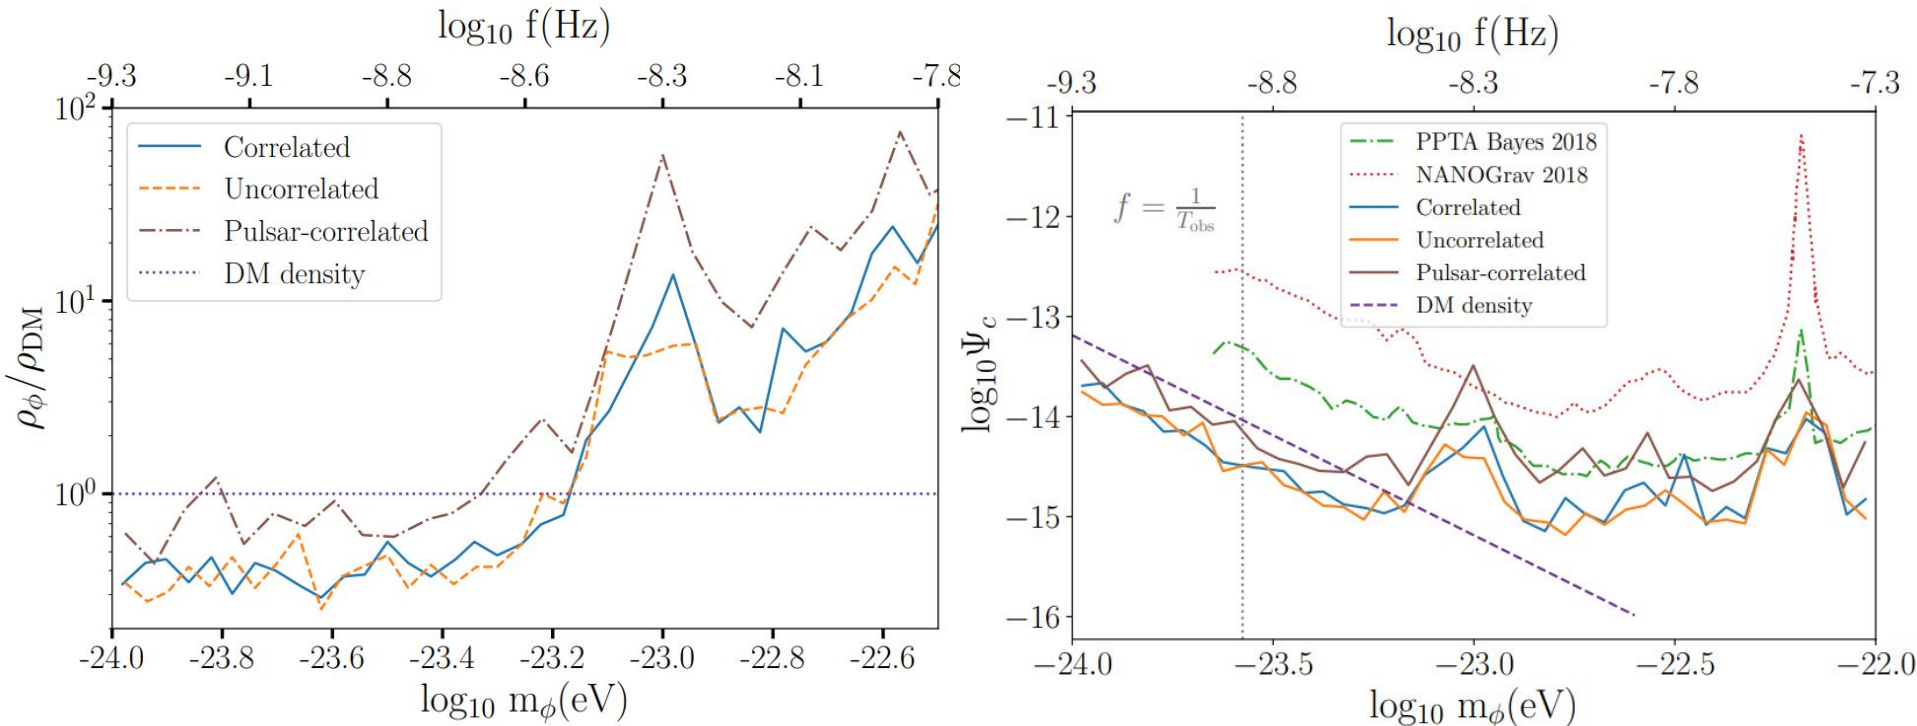 log10 f(Hz)
-9.3 -9.1 -8.8 -8.6 -8.3 -8.1 -7.8
10^2
10^1
10^0
ρϕ/ρDM
Correlated
Uncorrelated
Pulsar-correlated
DM density
-24.0 -23.8 -23.6 -23.4 -23.2 -23.0 -22.8 -22.6
log10 mϕ(eV)
log10 f(Hz)
-9.3 -8.8 -8.3 -7.8 -7.3
−11
−12
−13
−14
−15
−16
log10Ψc
f = 1/Tobs
PPTA Bayes 2018
NANOGrav 2018
Correlated
Uncorrelated
Pulsar-correlated
DM density
−24.0 −23.5 −23.0 −22.5 −22.0
log10 mϕ(eV)